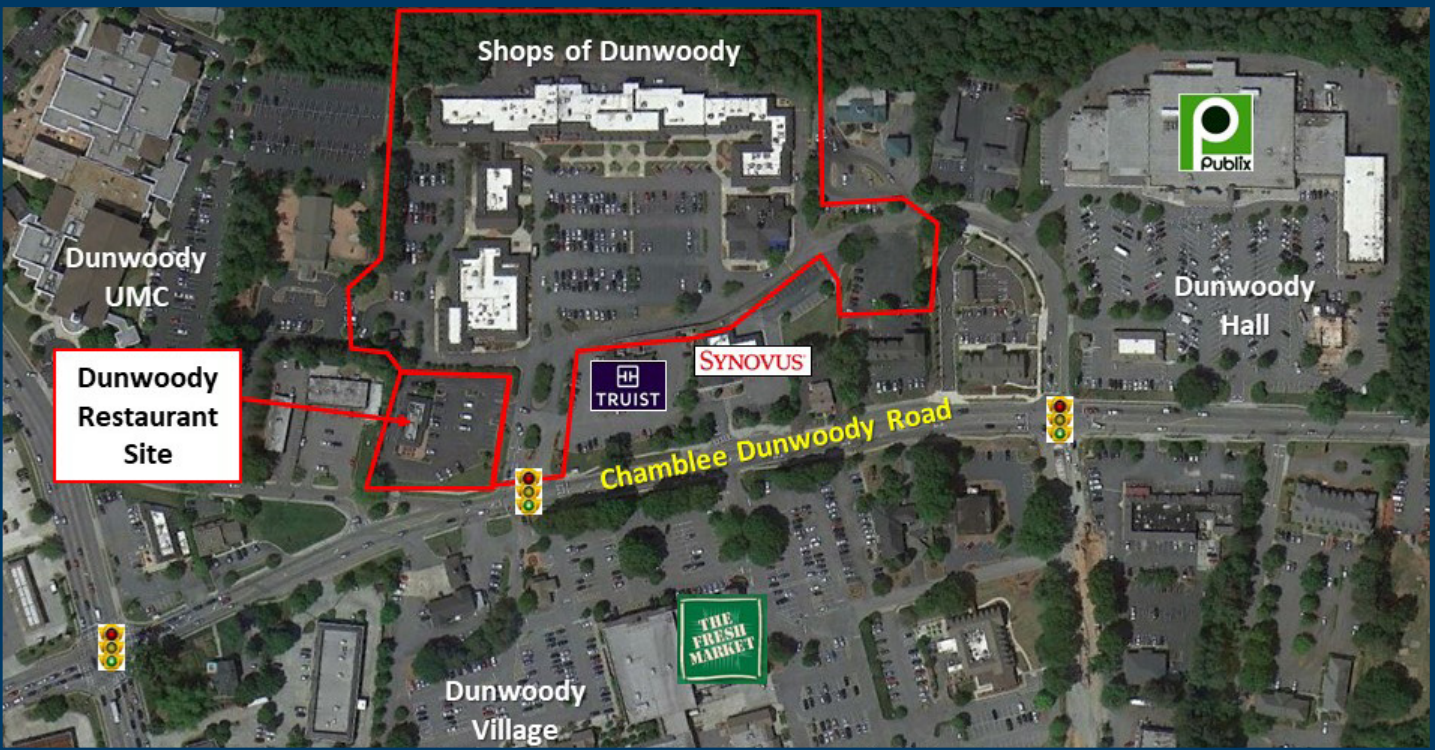 Shops of Dunwoody
Publix
Dunwoody
UMC
Dunwoody
Hall
Dunwoody
Restaurant
Site
TRUIST
SYNOVUS
Chamblee Dunwoody Road
THE
FRESH
MARKET
Dunwoody
Village